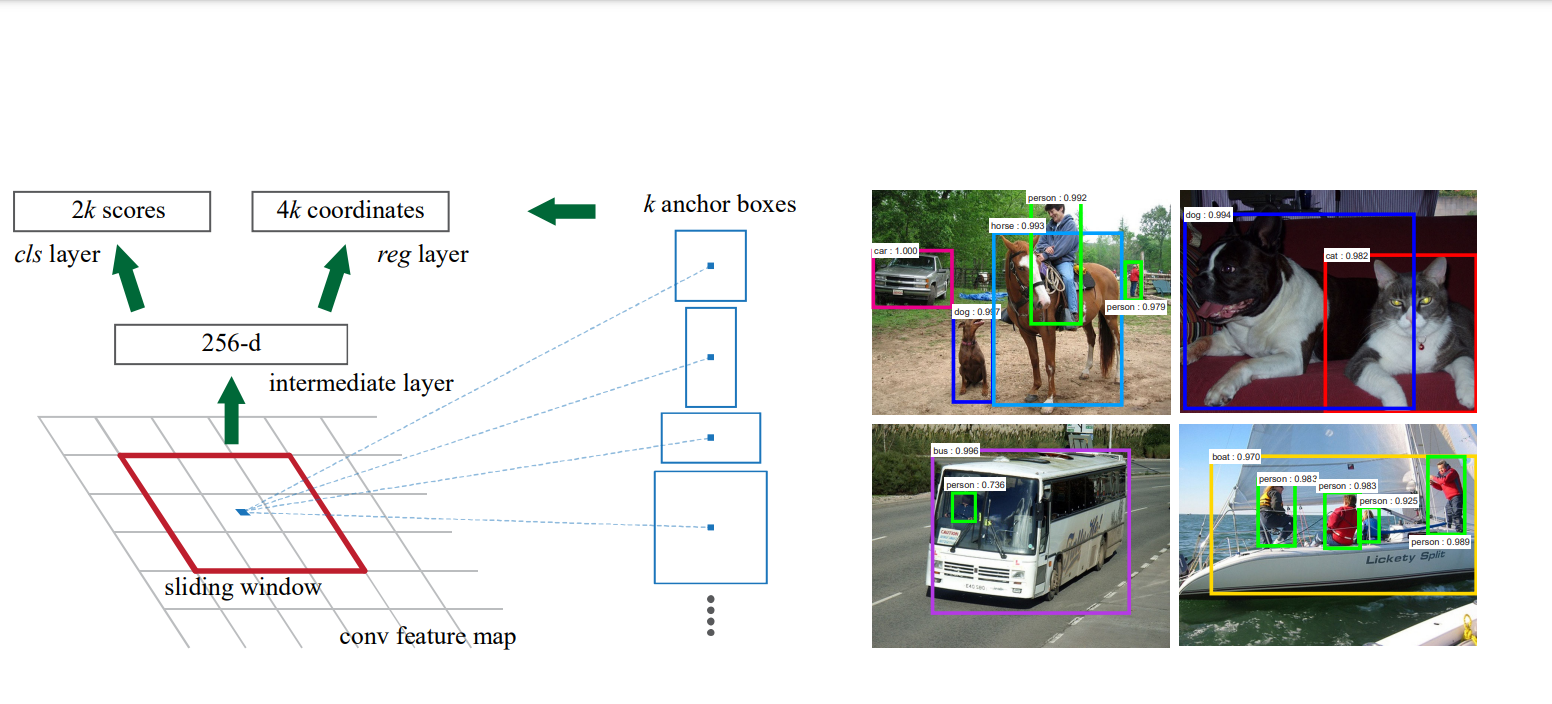 2k scores
4k coordinates
k anchor boxes
cls layer
reg layer
256-d
intermediate layer
sliding window
conv feature map
person : 0.992
horse : 0.993
car : 1.000
person : 0.979
dog : 0.997
dog : 0.994
cat : 0.982
bus : 0.996
person : 0.736
boat : 0.970
person : 0.983
person : 0.983
person : 0.925
person : 0.989
Lickety Split